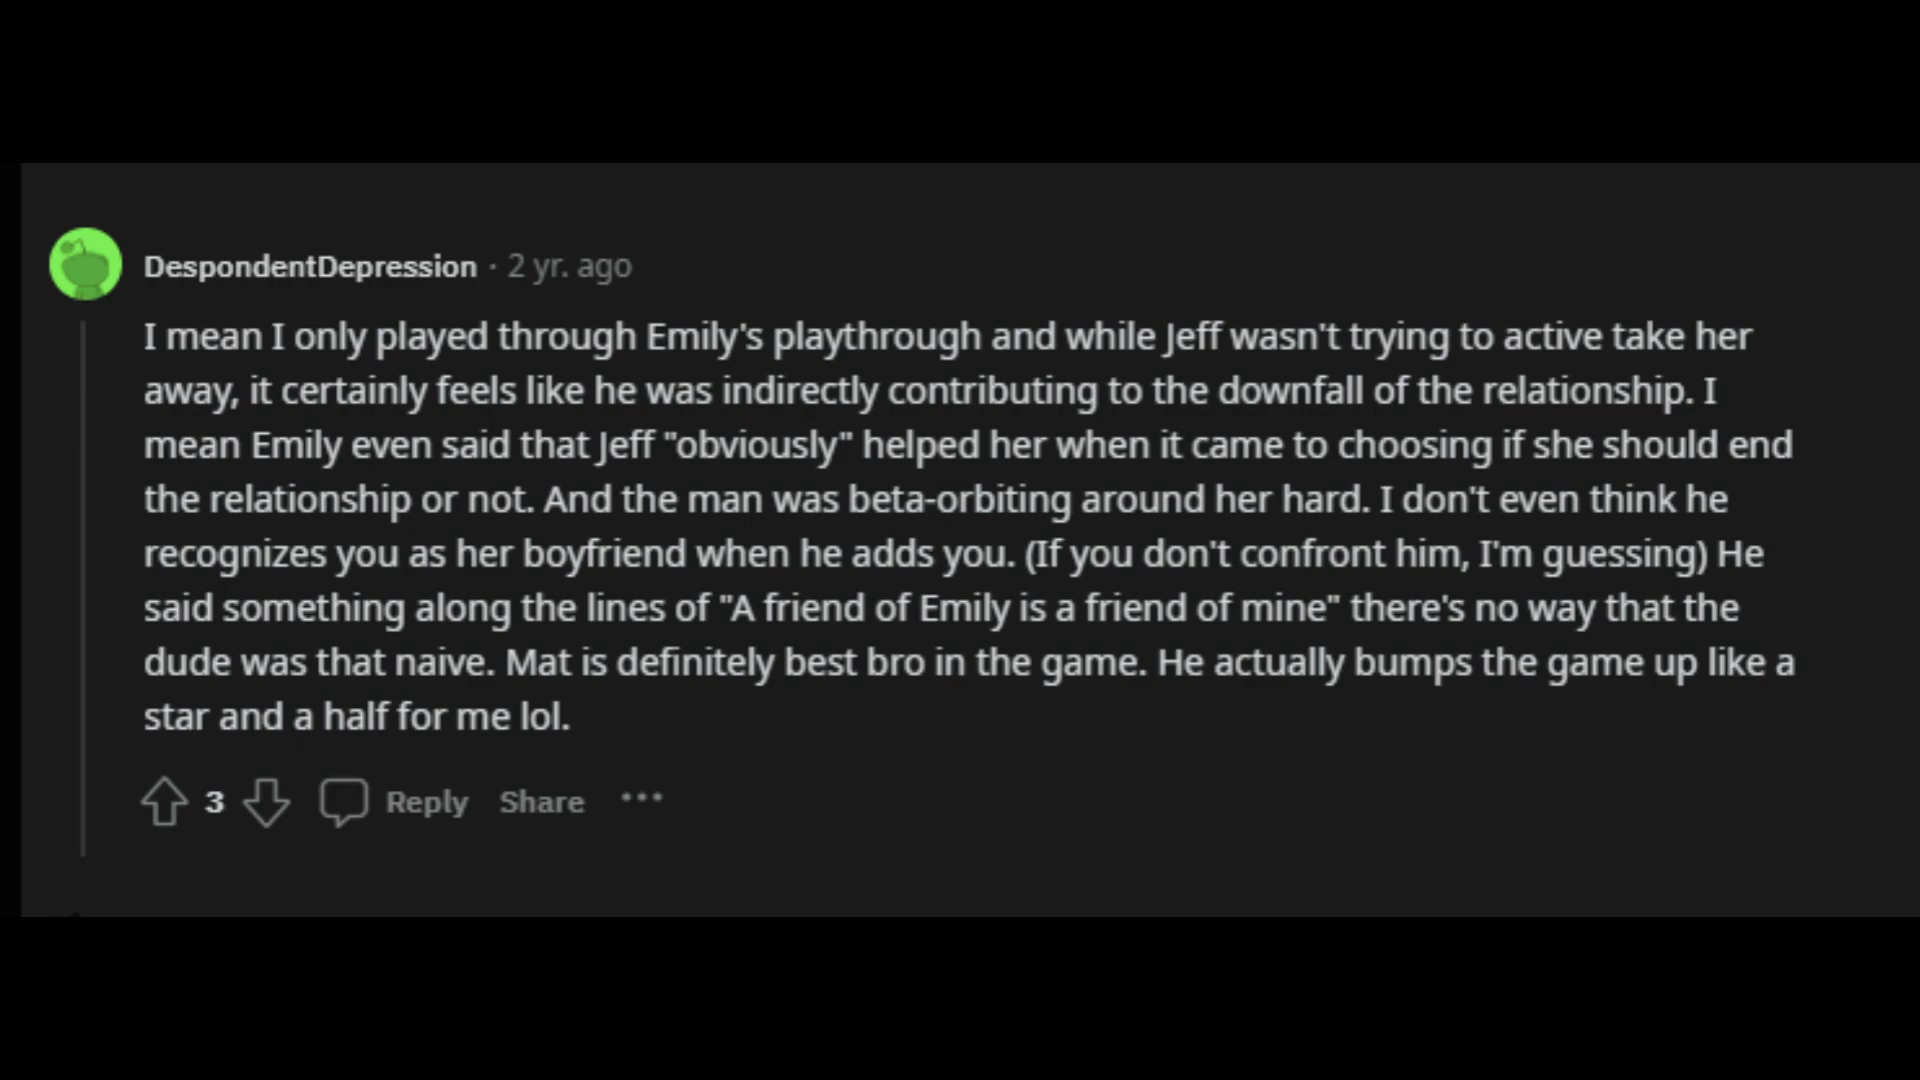 DespondentDepression · 2 yr. ago
I mean I only played through Emily's playthrough and while Jeff wasn't trying to active take her
away, it certainly feels like he was indirectly contributing to the downfall of the relationship. I
mean Emily even said that Jeff "obviously" helped her when it came to choosing if she should end
the relationship or not. And the man was beta-orbiting around her hard. I don't even think he
recognizes you as her boyfriend when he adds you. (If you don't confront him, I'm guessing) He
said something along the lines of "A friend of Emily is a friend of mine" there's no way that the
dude was that naive. Mat is definitely best bro in the game. He actually bumps the game up like a
star and a half for me lol.
3 Reply Share ...